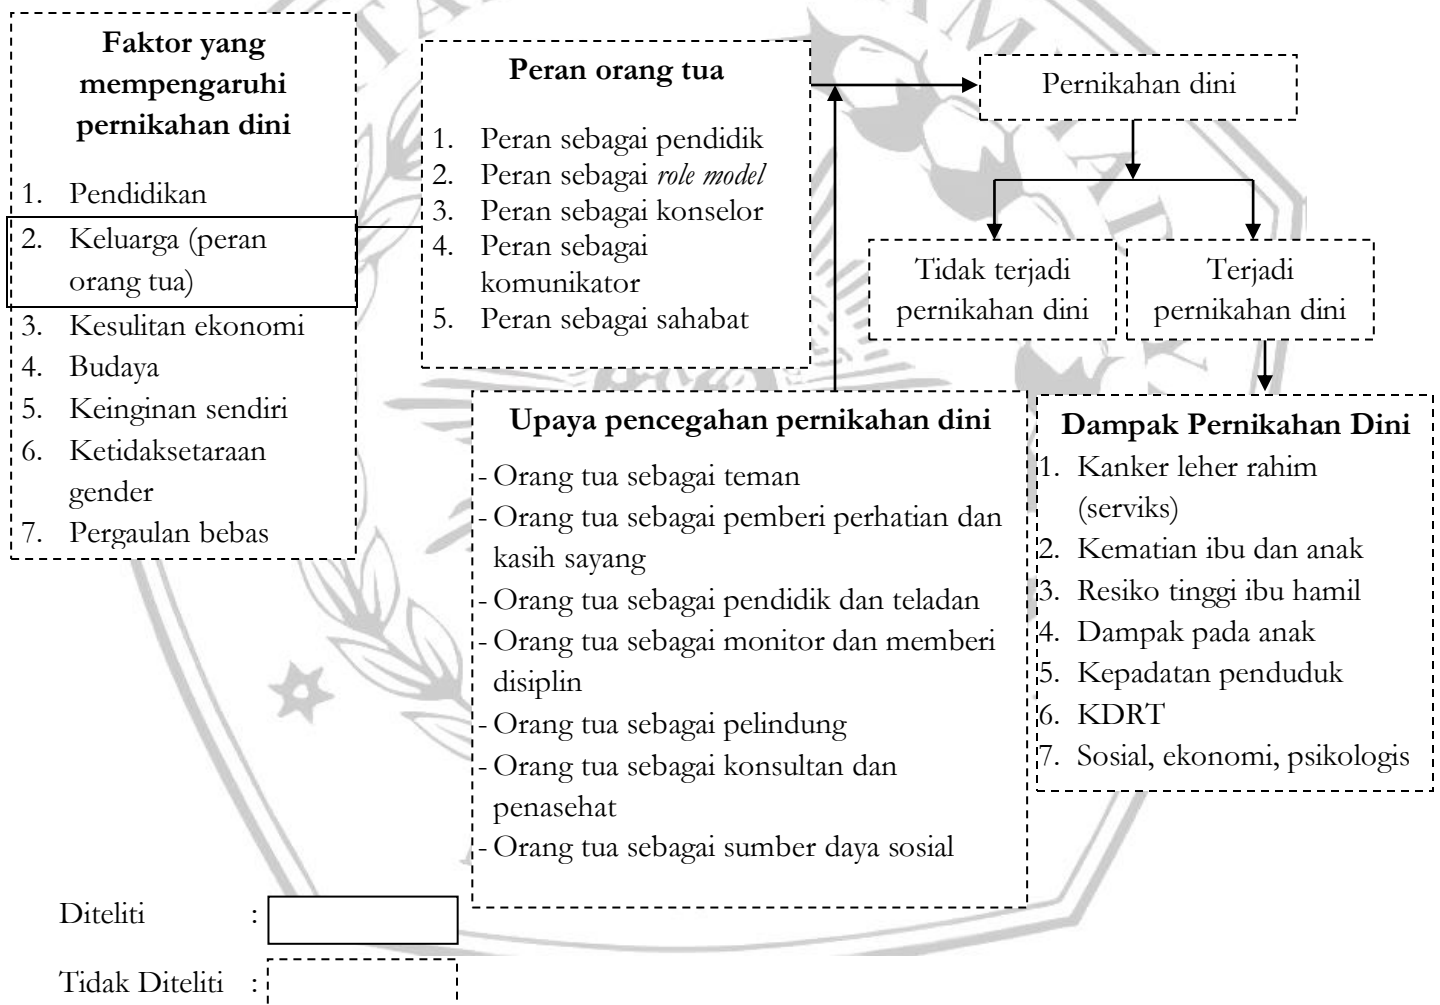 Faktor yang
mempengaruhi
pernikahan dini
1. Pendidikan
2. Keluarga (peran
orang tua)
3. Kesulitan ekonomi
4. Budaya
5. Keinginan sendiri
6. Ketidaksetaraan
gender
7. Pergaulan bebas
Peran orang tua
1. Peran sebagai pendidik
2. Peran sebagai role model
3. Peran sebagai konselor
4. Peran sebagai
komunikator
5. Peran sebagai sahabat
Pernikahan dini
Tidak terjadi
pernikahan dini
Terjadi
pernikahan dini
Upaya pencegahan pernikahan dini
- Orang tua sebagai teman
- Orang tua sebagai pemberi perhatian dan
kasih sayang
- Orang tua sebagai pendidik dan teladan
- Orang tua sebagai monitor dan memberi
disiplin
- Orang tua sebagai pelindung
- Orang tua sebagai konsultan dan
penasehat
- Orang tua sebagai sumber daya sosial
Dampak Pernikahan Dini
1. Kanker leher rahim
(serviks)
2. Kematian ibu dan anak
3. Resiko tinggi ibu hamil
4. Dampak pada anak
5. Kepadatan penduduk
6. KDRT
7. Sosial, ekonomi, psikologis
Diteliti :
Tidak Diteliti :